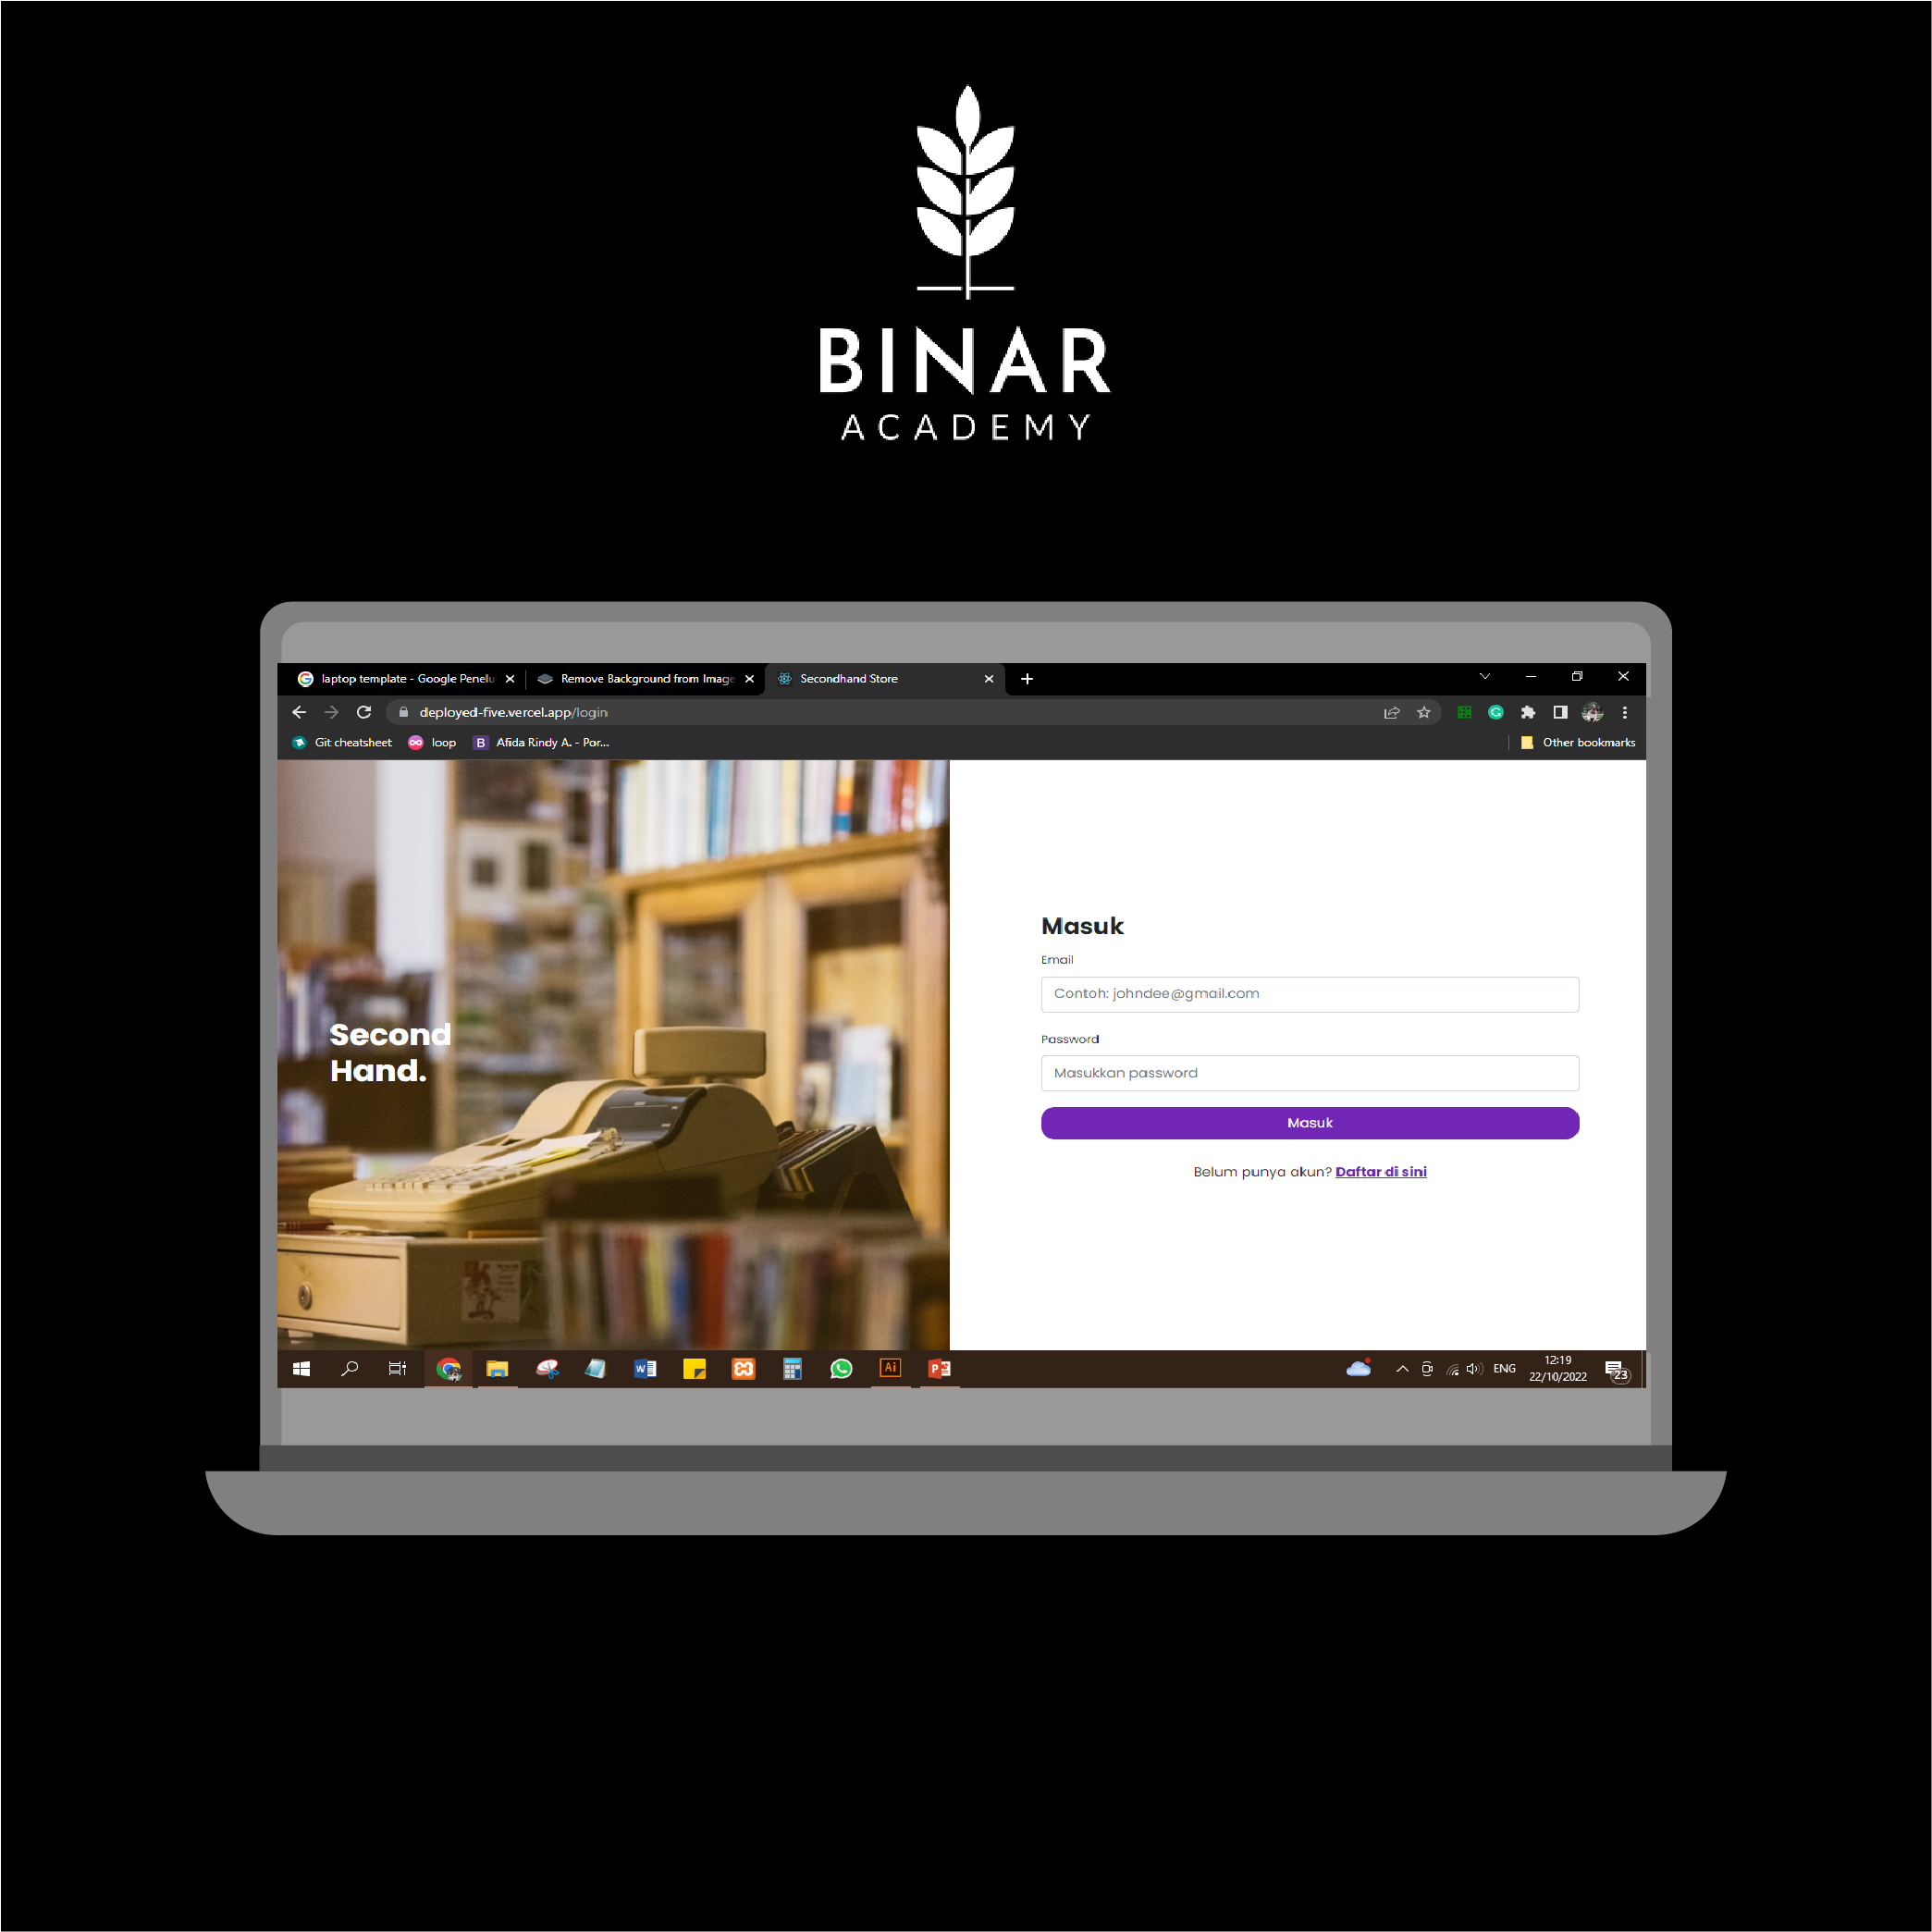 BINAR
ACADEMY
laptop template - Google Penelu
Remove Background from Image
Secondhand Store
deployed-five.vercel.app/login
Git cheatsheet
loop
B
Afida Rindy A. - Por...
Other bookmarks
Second
Hand.
Masuk
Email
Contoh: johndee@gmail.com
Password
Masukkan password
Masuk
Belum punya akun? Daftar di sini
Ai
ENG
12:19
22/10/2022
23